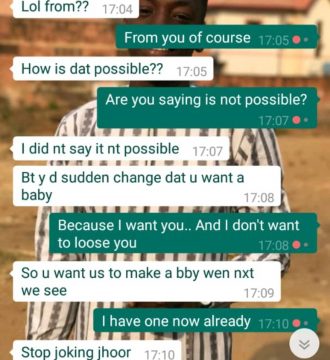 Lol from?? 17:04
From you of course 17:05
How is dat possible?? 17:05
Are you saying is not possible?
17:07
I did nt say it nt possible 17:07
Bt y d sudden change dat u want a
baby 17:08
Because I want you.. And I don't want
to loose you 17:08
So u want us to make a bby wen nxt
we see 17:09
I have one now already 17:10
Stop joking jhoor 17:10